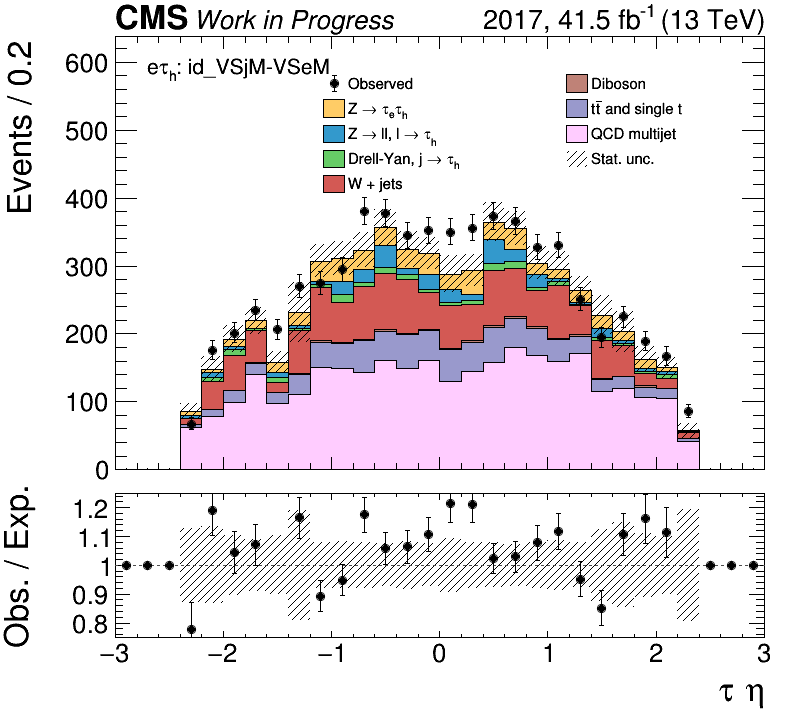 CMS Work in Progress 2017, 41.5 fb⁻¹ (13 TeV)
Events / 0.2
600
500
400
300
200
100
0
eτₕ: id_VSjM-VSeM
Observed
Z → τₑτₕ
Z → ll, l → τₕ
Drell-Yan, j → τₕ
W + jets
Diboson
tt̄ and single t
QCD multijet
Stat. unc.
Obs. / Exp.
1.2
1.1
1
0.9
0.8
−3 −2 −1 0 1 2 3
τ η